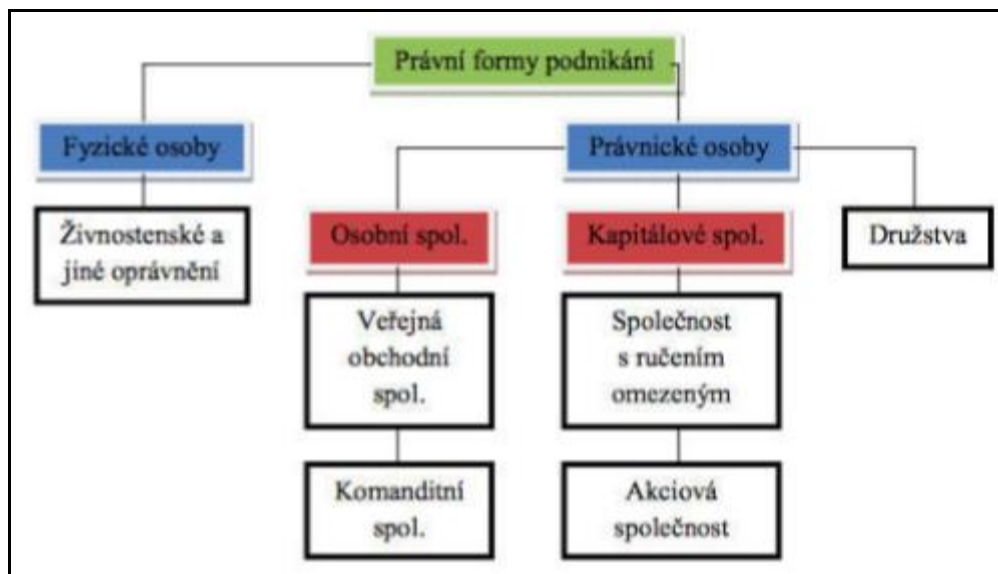 Právní formy podnikání
Fyzické osoby
Právnické osoby
Živnostenské a
jiné oprávnění
Osobní spol.
Kapitálové spol.
Družstva
Veřejná
obchodní
spol.
Společnost
s ručením
omezeným
Komanditní
spol.
Akciová
společnost